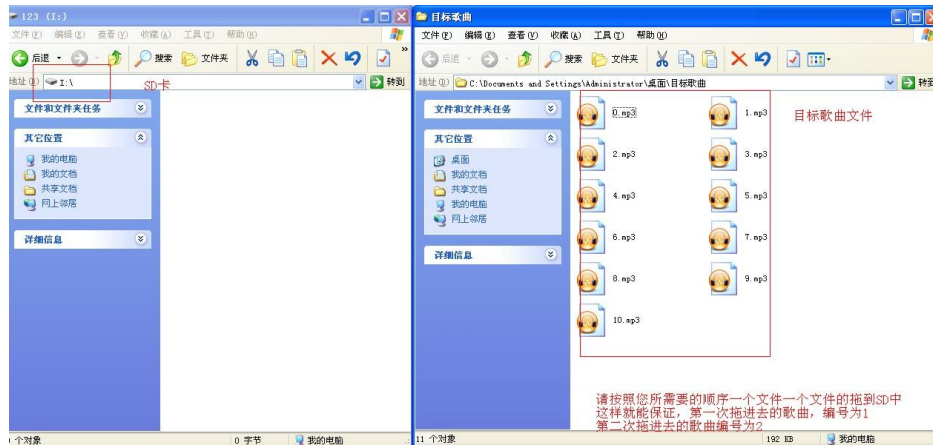 123 (I:)
文件(F) 编辑(E) 查看(V) 收藏(A) 工具(T) 帮助(H)
后退 搜索 文件夹
地址(D) I:\ 转到
SD卡
文件和文件夹任务
其它位置
我的电脑
我的文档
共享文档
网上邻居
详细信息
个对象 0 字节 我的电脑
目标歌曲
文件(F) 编辑(E) 查看(V) 收藏(A) 工具(T) 帮助(H)
后退 搜索 文件夹
地址(D) C:\Documents and Settings\Administrator\桌面\目标歌曲 转到
文件和文件夹任务
其它位置
桌面
我的文档
共享文档
我的电脑
网上邻居
详细信息
0.mp3 1.mp3
2.mp3 3.mp3
4.mp3 5.mp3
6.mp3 7.mp3
8.mp3 9.mp3
10.mp3
目标歌曲文件
请按照您所需要的顺序一个文件一个文件的拖到SD中
这样就能保证，第一次拖进去的歌曲，编号为1
第二次拖进去的歌曲编号为2
11 个对象 192 KB 我的电脑